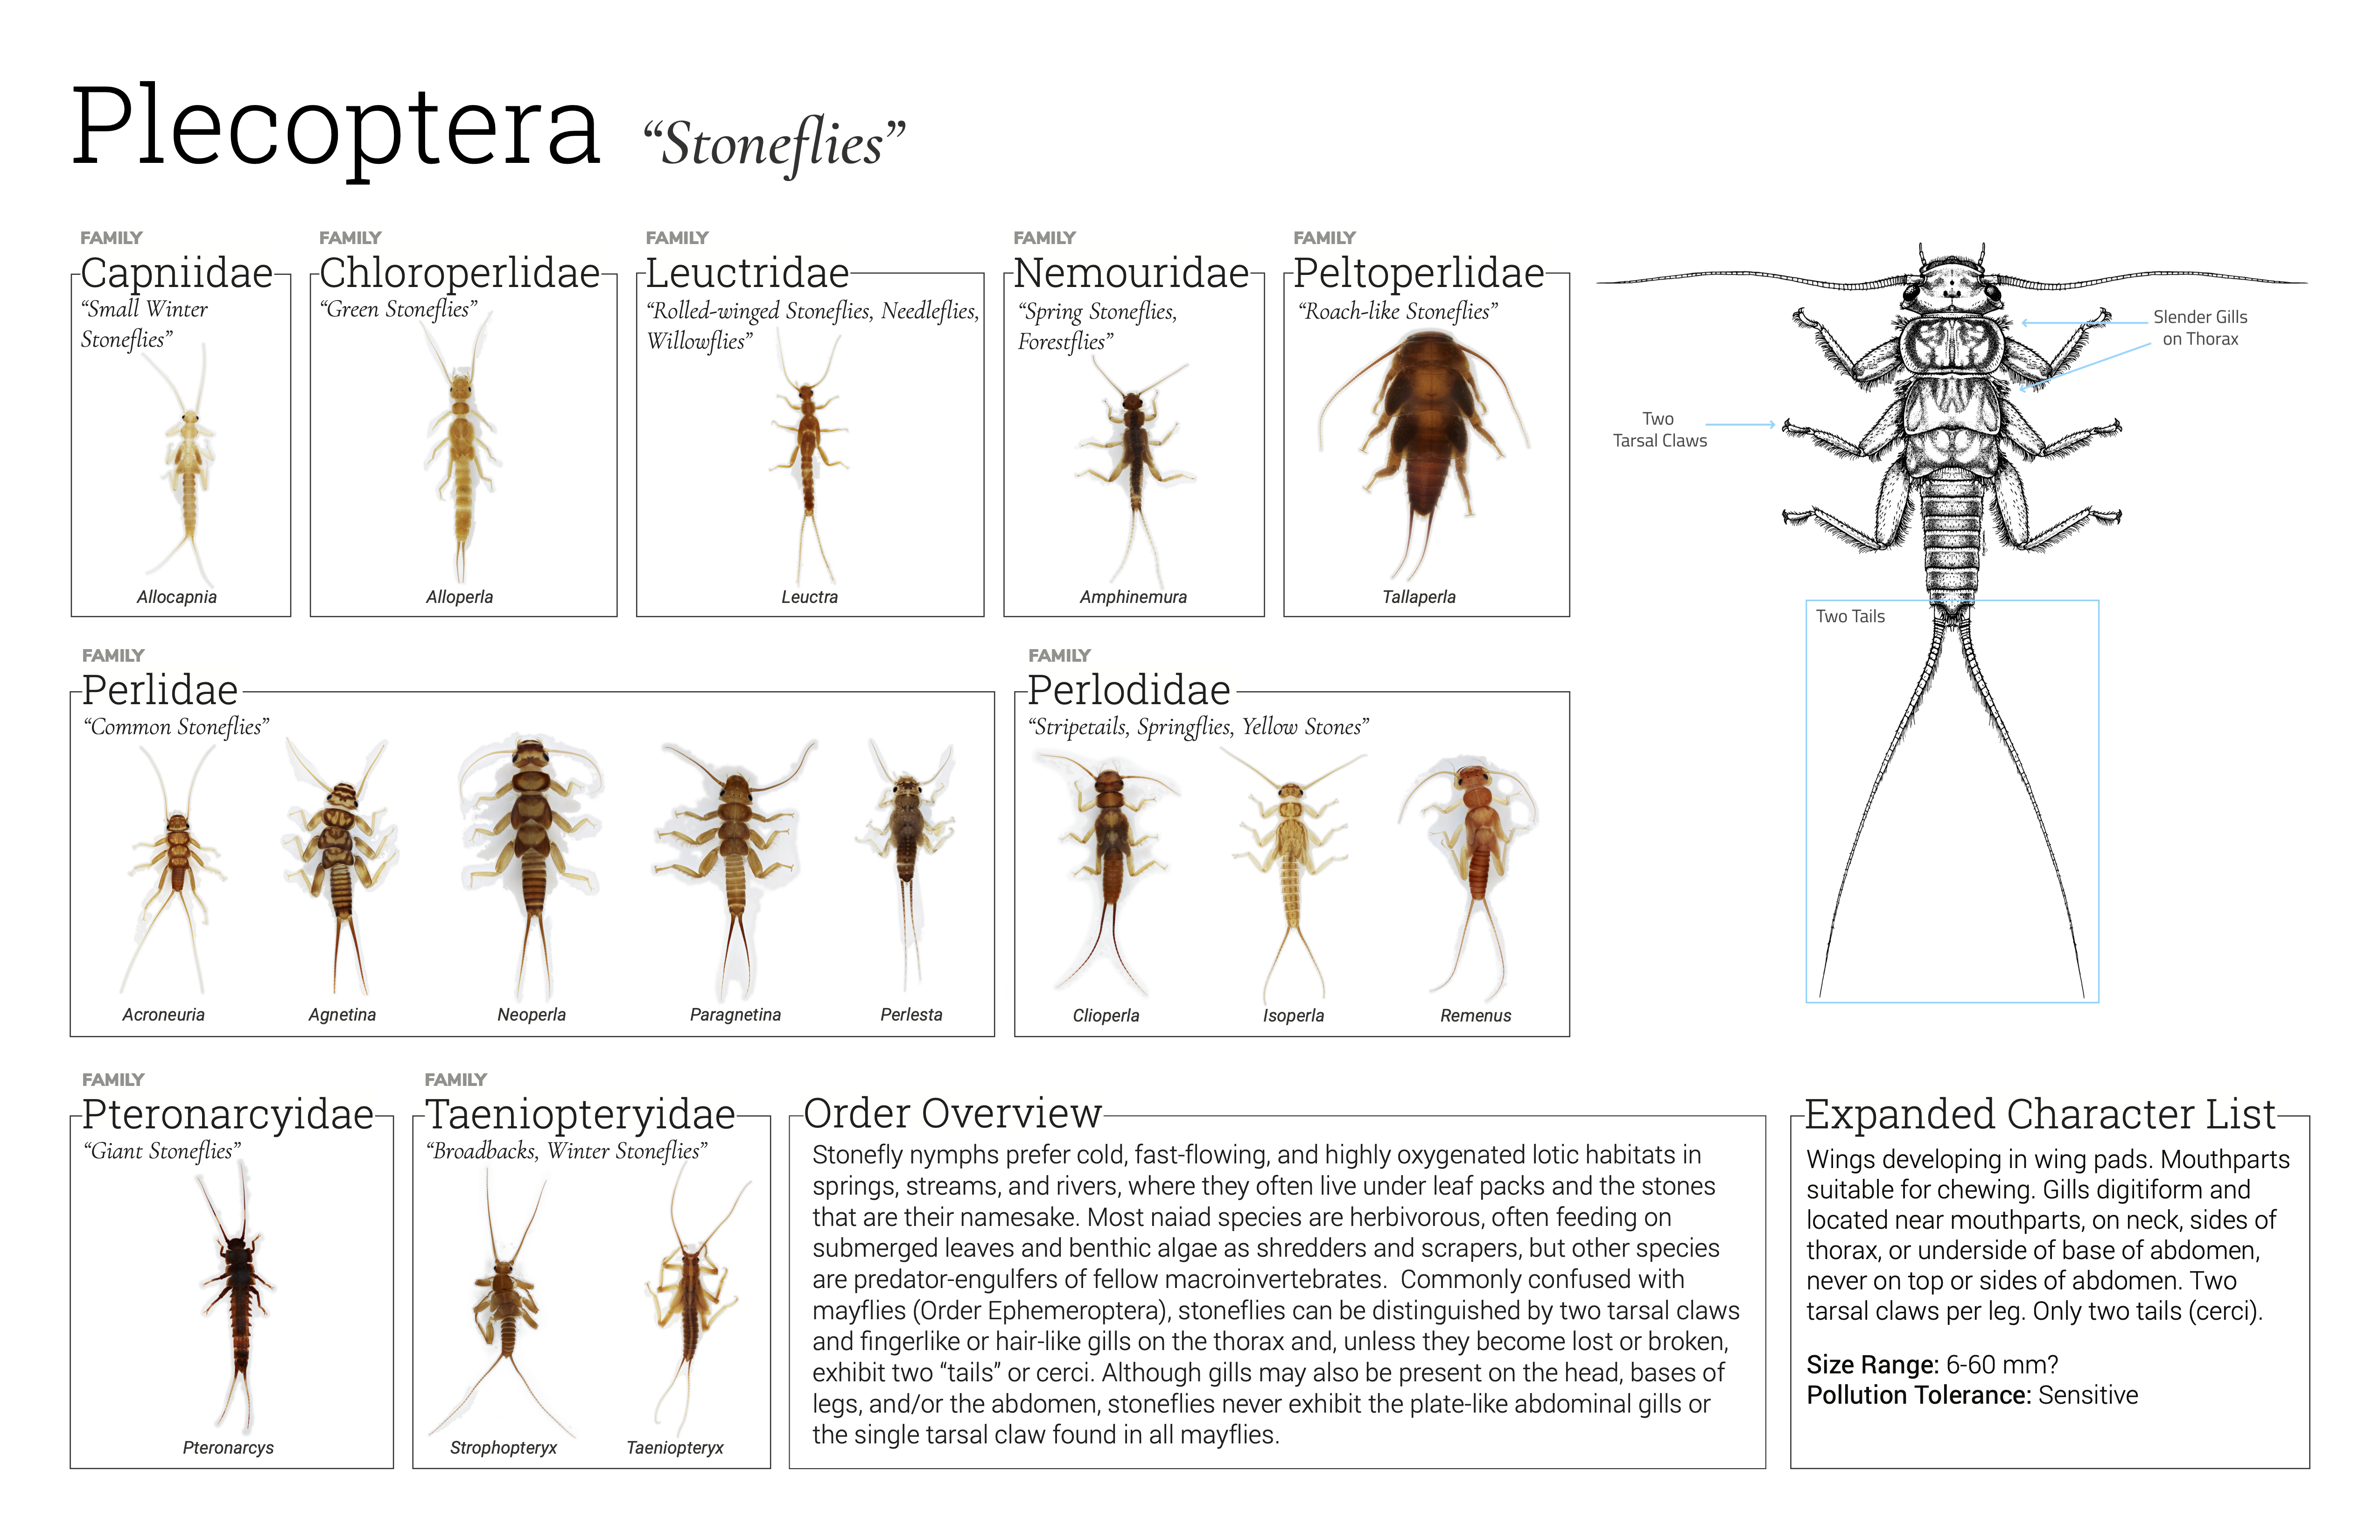 Plecoptera “Stoneflies”
FAMILY
Capniidae
“Small Winter
Stoneflies”
Allocapnia
FAMILY
Chloroperlidae
“Green Stoneflies”
Alloperla
FAMILY
Leuctridae
“Rolled-winged Stoneflies, Needleflies,
Willowflies”
Leuctra
FAMILY
Nemouridae
“Spring Stoneflies,
Forestflies”
Amphinemura
FAMILY
Peltoperlidae
“Roach-like Stoneflies”
Tallaperla
Slender Gills
on Thorax
Two
Tarsal Claws
Two Tails
FAMILY
Perlidae
“Common Stoneflies”
Acroneuria
Agnetina
Neoperla
Paragnetina
Perlesta
FAMILY
Perlodidae
“Stripetails, Springflies, Yellow Stones”
Clioperla
Isoperla
Remenus
FAMILY
Pteronarcyidae
“Giant Stoneflies”
Pteronarcys
FAMILY
Taeniopteryidae
“Broadbacks, Winter Stoneflies”
Strophopteryx
Taeniopteryx
Order Overview
Stonefly nymphs prefer cold, fast-flowing, and highly oxygenated lotic habitats in
springs, streams, and rivers, where they often live under leaf packs and the stones
that are their namesake. Most naiad species are herbivorous, often feeding on
submerged leaves and benthic algae as shredders and scrapers, but other species
are predator-engulfers of fellow macroinvertebrates. Commonly confused with
mayflies (Order Ephemeroptera), stoneflies can be distinguished by two tarsal claws
and fingerlike or hair-like gills on the thorax and, unless they become lost or broken,
exhibit two “tails” or cerci. Although gills may also be present on the head, bases of
legs, and/or the abdomen, stoneflies never exhibit the plate-like abdominal gills or
the single tarsal claw found in all mayflies.
Expanded Character List
Wings developing in wing pads. Mouthparts
suitable for chewing. Gills digitiform and
located near mouthparts, on neck, sides of
thorax, or underside of base of abdomen,
never on top or sides of abdomen. Two
tarsal claws per leg. Only two tails (cerci).
Size Range: 6-60 mm?
Pollution Tolerance: Sensitive